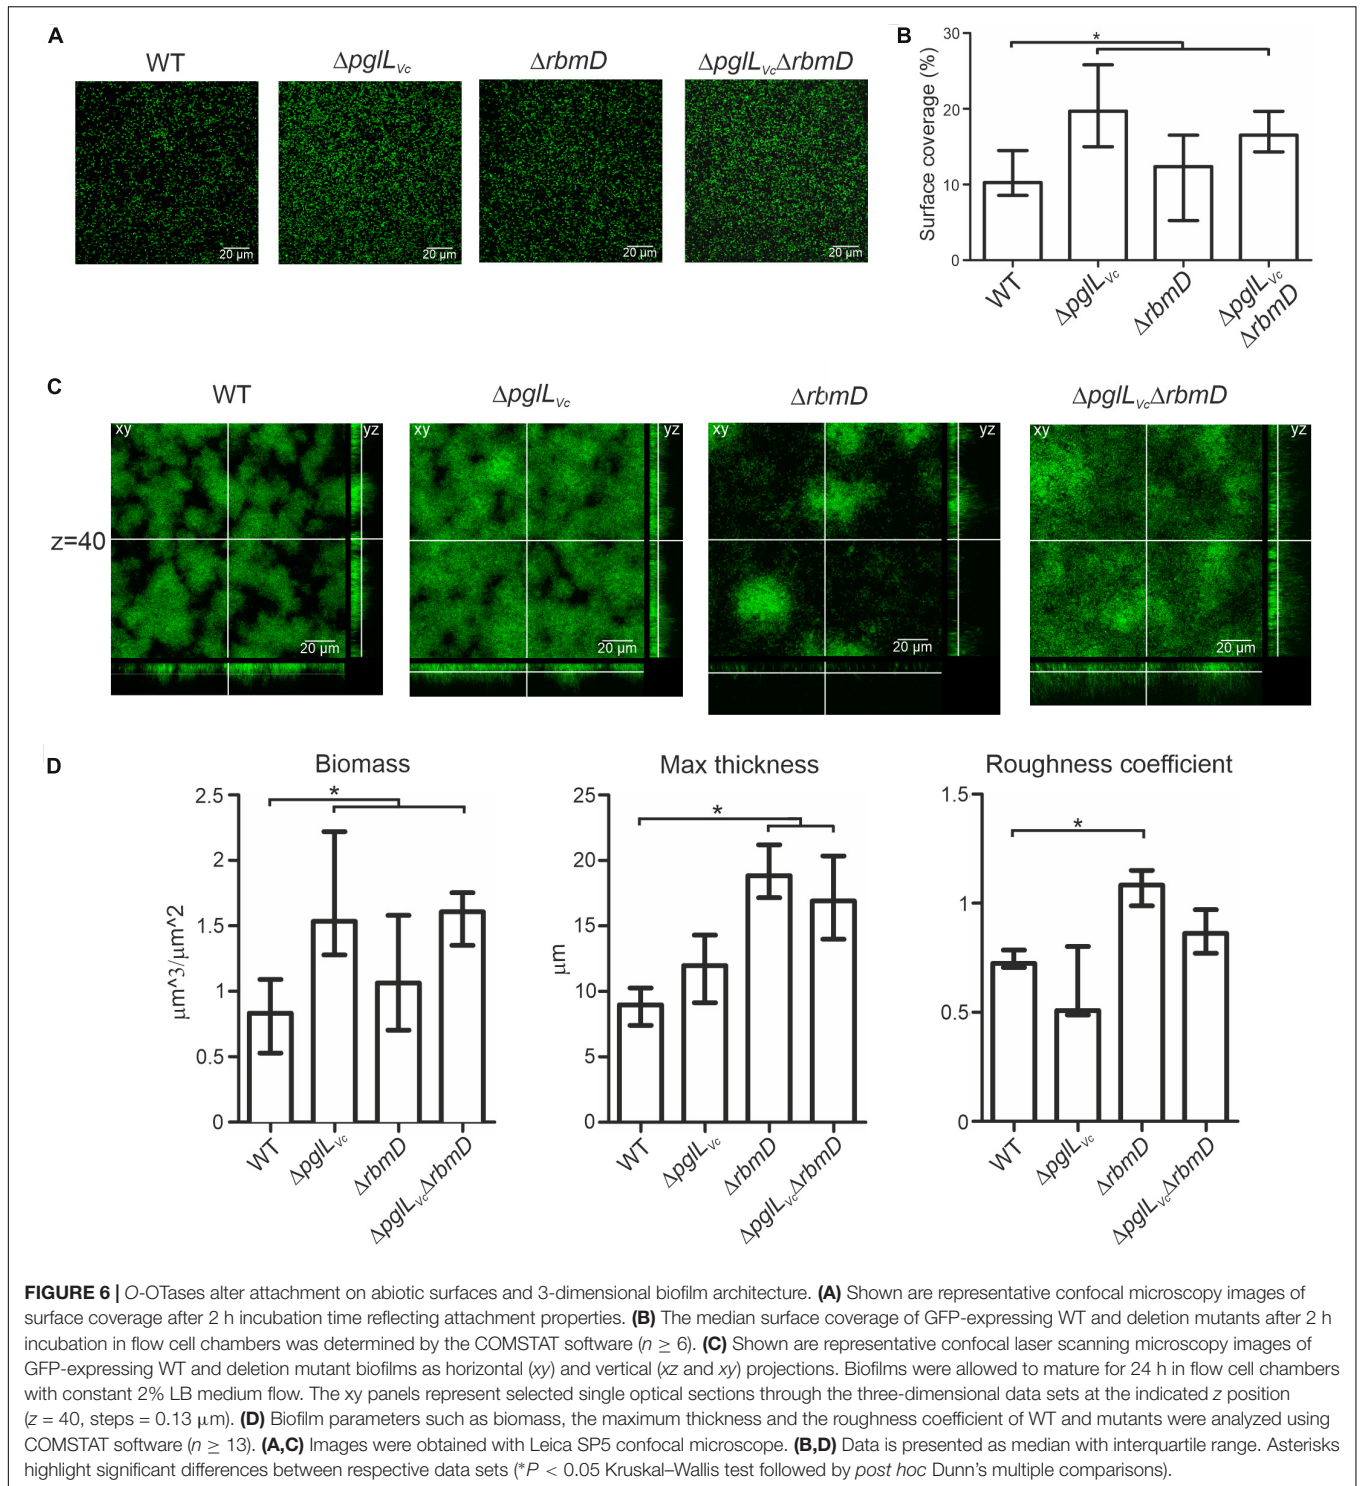 A
WT
ΔpglLVc
ΔrbmD
ΔpglLVcΔrbmD
20 µm
20 µm
20 µm
20 µm
B
Surface coverage (%)
30
20
10
0
*
WT
ΔpglLVc
ΔrbmD
ΔpglLVc
ΔrbmD
C
WT
ΔpglLVc
ΔrbmD
ΔpglLVcΔrbmD
z=40
xy
yz
20 µm
xy
yz
20 µm
xy
yz
20 µm
xy
yz
20 µm
D
Biomass
µm^3/µm^2
2.5
2
1.5
1
0.5
0
*
WT
ΔpglLVc
ΔrbmD
ΔpglLVcΔrbmD
Max thickness
µm
25
20
15
10
5
0
*
WT
ΔpglLVc
ΔrbmD
ΔpglLVcΔrbmD
Roughness coefficient
1.5
1
0.5
0
*
WT
ΔpglLVc
ΔrbmD
ΔpglLVcΔrbmD
FIGURE 6 | O-OTases alter attachment on abiotic surfaces and 3-dimensional biofilm architecture. (A) Shown are representative confocal microscopy images of
surface coverage after 2 h incubation time reflecting attachment properties. (B) The median surface coverage of GFP-expressing WT and deletion mutants after 2 h
incubation in flow cell chambers was determined by the COMSTAT software (n ≥ 6). (C) Shown are representative confocal laser scanning microscopy images of
GFP-expressing WT and deletion mutant biofilms as horizontal (xy) and vertical (xz and xy) projections. Biofilms were allowed to mature for 24 h in flow cell chambers
with constant 2% LB medium flow. The xy panels represent selected single optical sections through the three-dimensional data sets at the indicated z position
(z = 40, steps = 0.13 µm). (D) Biofilm parameters such as biomass, the maximum thickness and the roughness coefficient of WT and mutants were analyzed using
COMSTAT software (n ≥ 13). (A,C) Images were obtained with Leica SP5 confocal microscope. (B,D) Data is presented as median with interquartile range. Asterisks
highlight significant differences between respective data sets (*P < 0.05 Kruskal–Wallis test followed by post hoc Dunn's multiple comparisons).